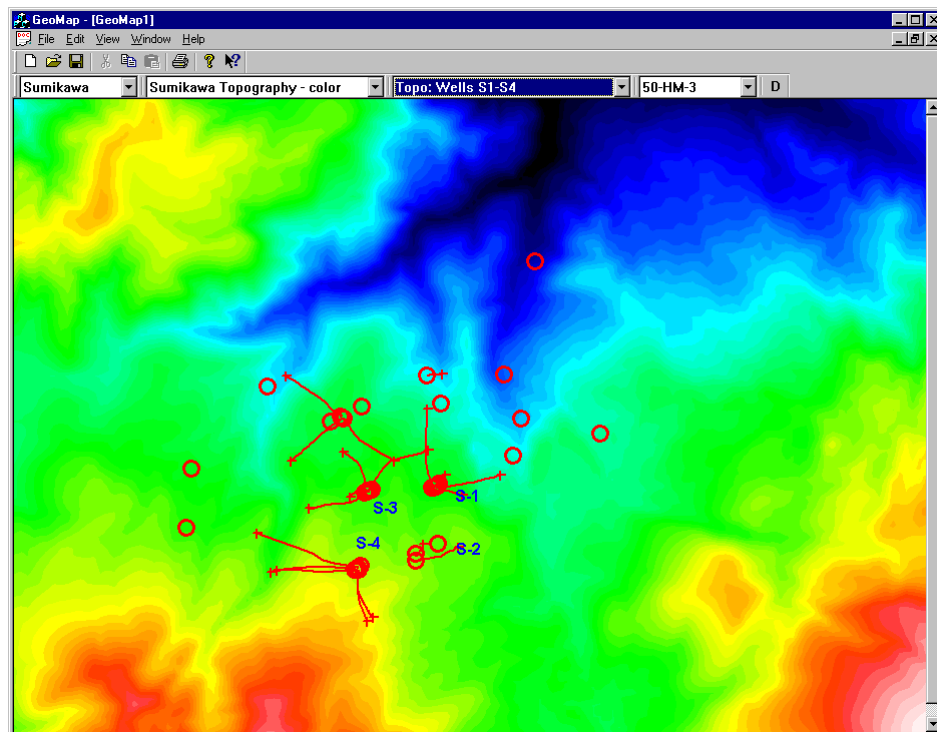 GeoMap - [GeoMap1]
DOC File Edit View Window Help
Sumikawa Sumikawa Topography - color Topo: Wells S1-S4 50-HM-3 D
S-1
S-3
S-4
S-2